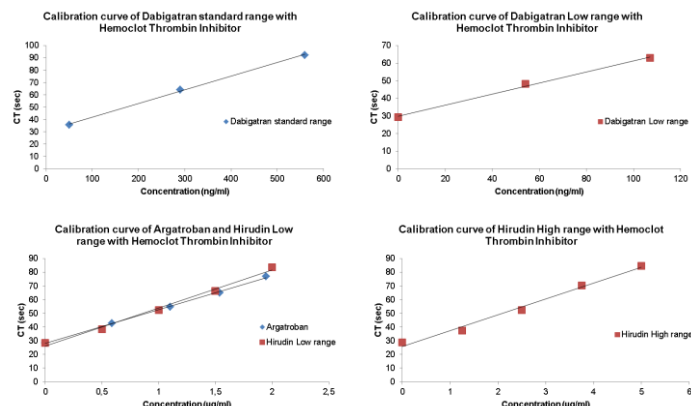 Calibration curve of Dabigatran standard range with
Hemoclot Thrombin Inhibitor
CT (sec)
100
90
80
70
60
50
40
30
20
10
0
Dabigatran standard range
0 100 200 300 400 500 600
Concentration (ng/ml)
Calibration curve of Dabigatran Low range with
Hemoclot Thrombin Inhibitor
CT (sec)
70
60
50
40
30
20
10
0
Dabigatran Low range
0 20 40 60 80 100 120
Concentration (ng/ml)
Calibration curve of Argatroban and Hirudin Low
range with Hemoclot Thrombin Inhibitor
CT (sec)
90
80
70
60
50
40
30
20
10
0
Argatroban
Hirudin Low range
0 0,5 1 1,5 2
Concentration (µg/ml)
Calibration curve of Hirudin High range with Hemoclot
Thrombin Inhibitor
CT (sec)
90
80
70
60
50
40
30
20
10
0
Hirudin High range
0 1 2 3 4 5 6
Concentration (µg/ml)